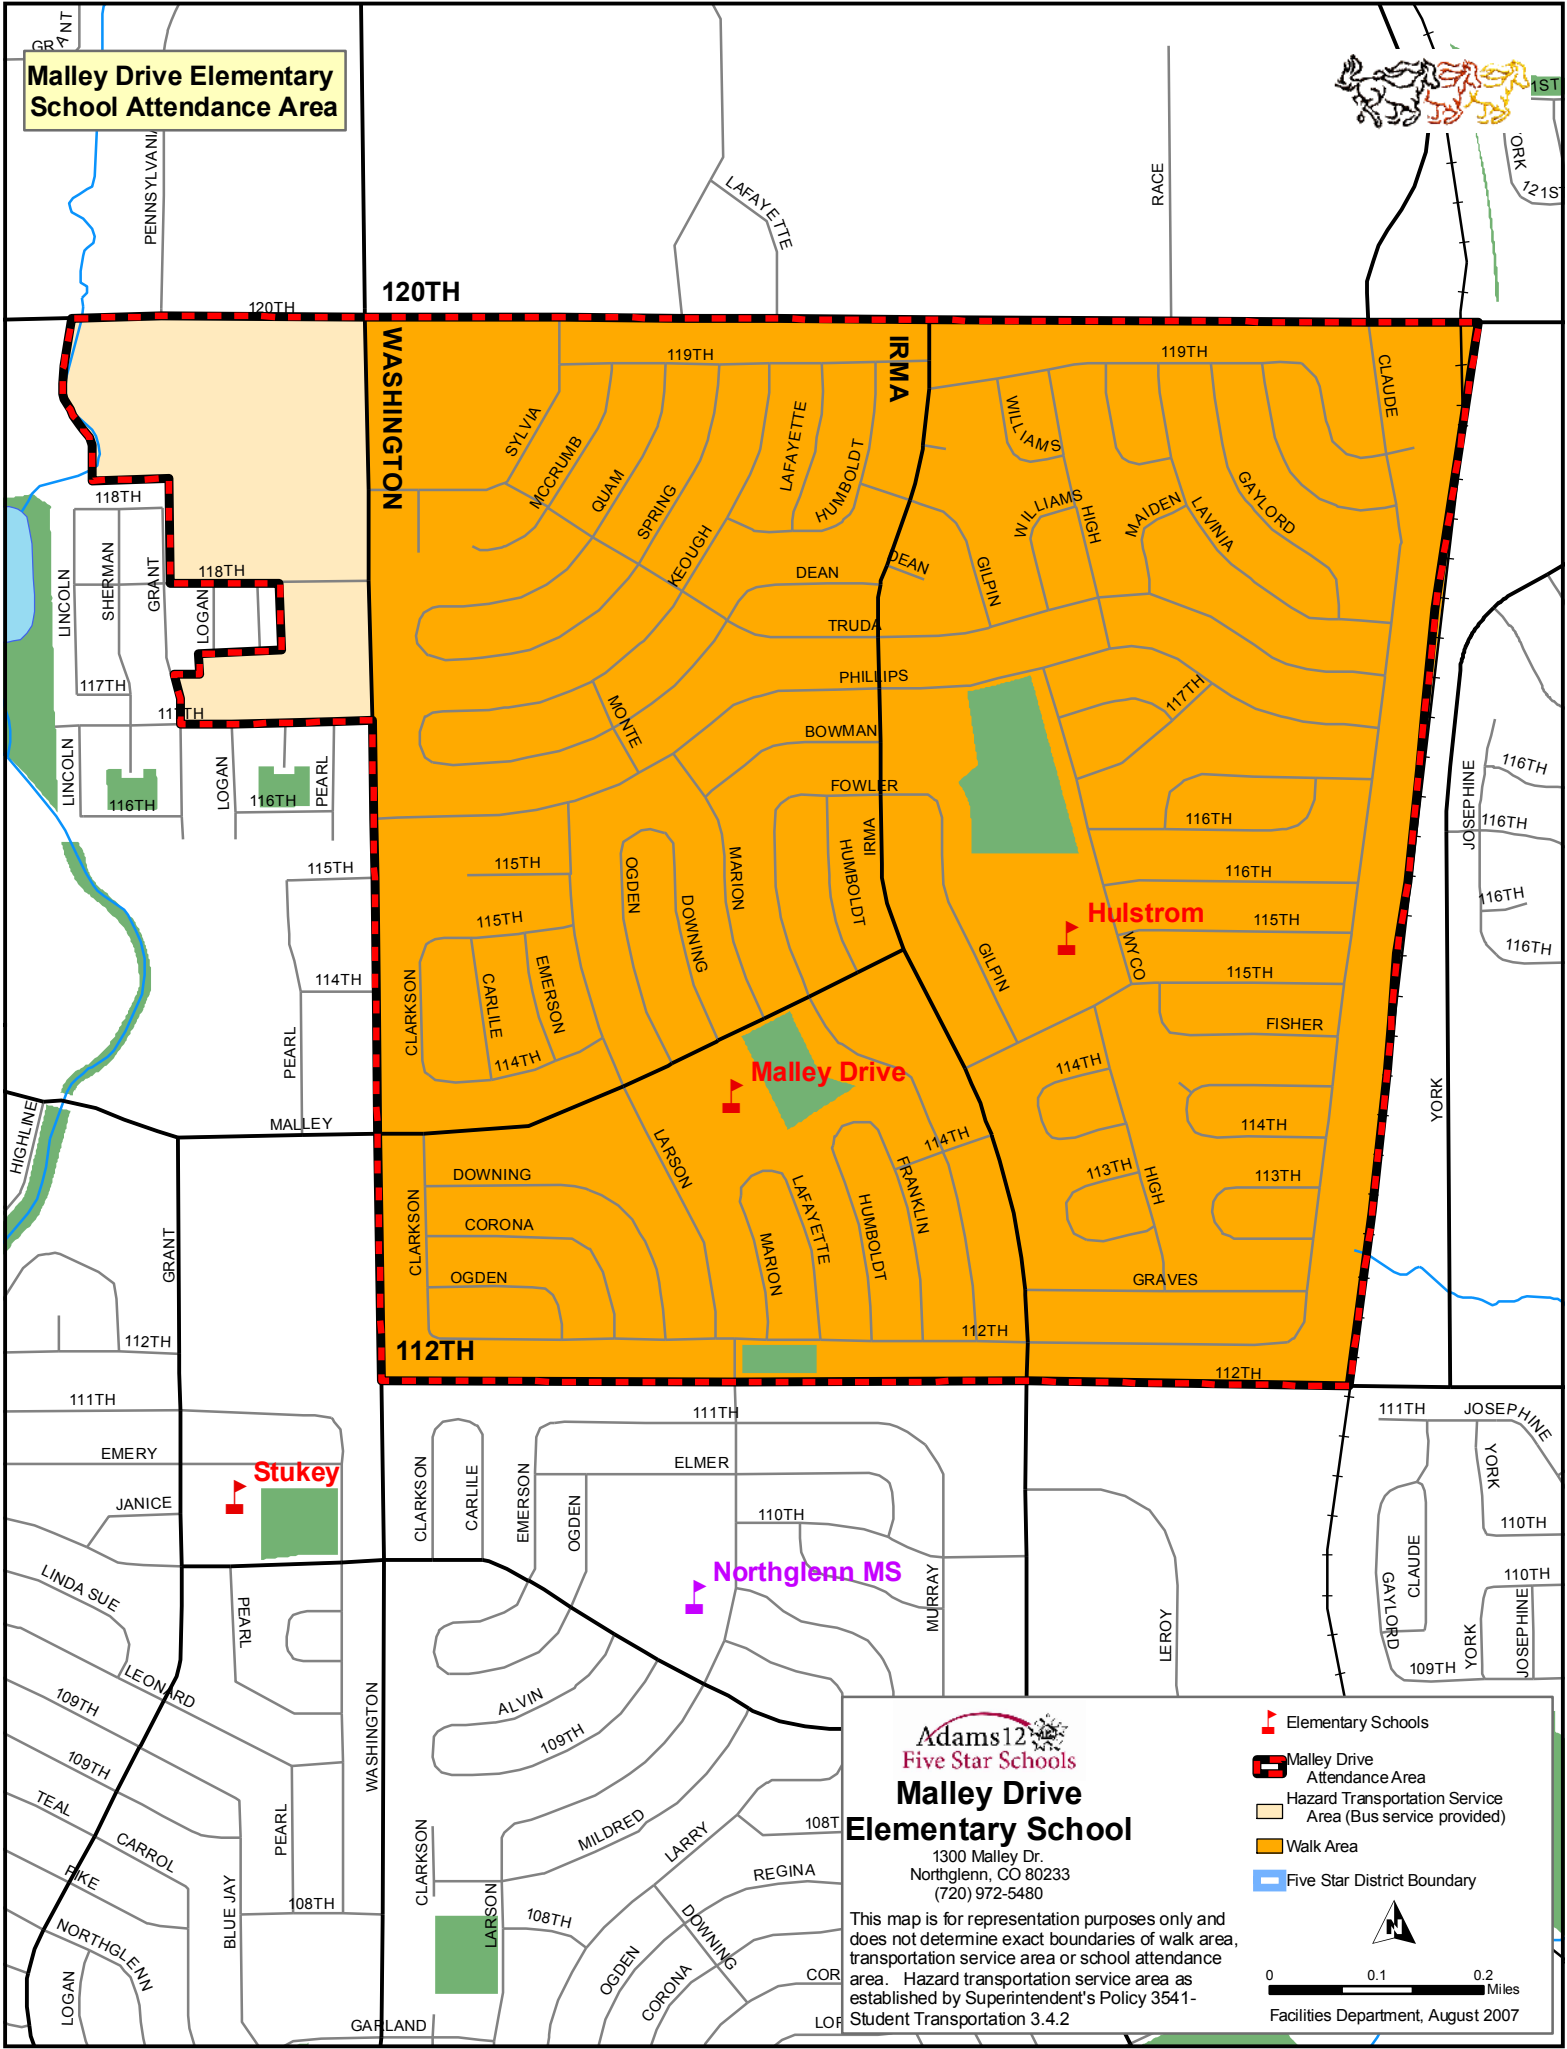 GRANT
Malley Drive Elementary
School Attendance Area
PENNSYLVANIA
LAFAYETTE
RACE
1ST
ORK
121S
120TH
120TH
WASHINGTON
IRMA
119TH
119TH
CLAUDE
SYLVIA
MCCRUMB
QUAM
SPRING
KEOUGH
LAFAYETTE
HUMBOLDT
WILLIAMS
WILLIAMS
HIGH
MAIDEN
LAVINIA
GAYLORD
118TH
LINCOLN
SHERMAN
GRANT
118TH
LOGAN
DEAN
DEAN
GILPIN
TRUDA
PHILLIPS
117TH
117TH
117TH
MONTE
BOWMAN
FOWLER
LINCOLN
116TH
LOGAN
116TH
PEARL
116TH
JOSEPHINE
116TH
116TH
116TH
116TH
115TH
115TH
OGDEN
MARION
HUMBOLDT
IRMA
116TH
Hulstrom
115TH
115TH
DOWNING
WYCO
114TH
CLARKSON
CARLILE
EMERSON
114TH
GILPIN
115TH
FISHER
PEARL
Malley Drive
114TH
YORK
HIGHLINE
MALLEY
LARSON
114TH
114TH
DOWNING
CLARKSON
CORONA
OGDEN
MARION
LAFAYETTE
HUMBOLDT
FRANKLIN
113TH
HIGH
113TH
GRANT
GRAVES
112TH
112TH
112TH
112TH
111TH
EMERY
Stukey
JANICE
111TH
ELMER
CLARKSON
CARLILE
EMERSON
OGDEN
110TH
Northglenn MS
MURRAY
LEROY
111TH
JOSEPHINE
YORK
110TH
CLAUDE
GAYLORD
110TH
YORK
JOSEPHINE
109TH
LINDA SUE
PEARL
LEONARD
109TH
109TH
WASHINGTON
ALVIN
109TH
TEAL
CARROL
PIKE
PEARL
BLUE JAY
108TH
NORTHGLENN
LOGAN
GARLAND
CLARKSON
LARSON
MILDRED
LARRY
108T
REGINA
108TH
DOWNING
OGDEN
CORONA
COR
LOF
Adams12
Five Star Schools
Malley Drive
Elementary School
1300 Malley Dr.
Northglenn, CO 80233
(720) 972-5480
This map is for representation purposes only and
does not determine exact boundaries of walk area,
transportation service area or school attendance
area. Hazard transportation service area as
established by Superintendent's Policy 3541-
Student Transportation 3.4.2
Elementary Schools
Malley Drive
Attendance Area
Hazard Transportation Service
Area (Bus service provided)
Walk Area
Five Star District Boundary
N
0 0.1 0.2
Miles
Facilities Department, August 2007